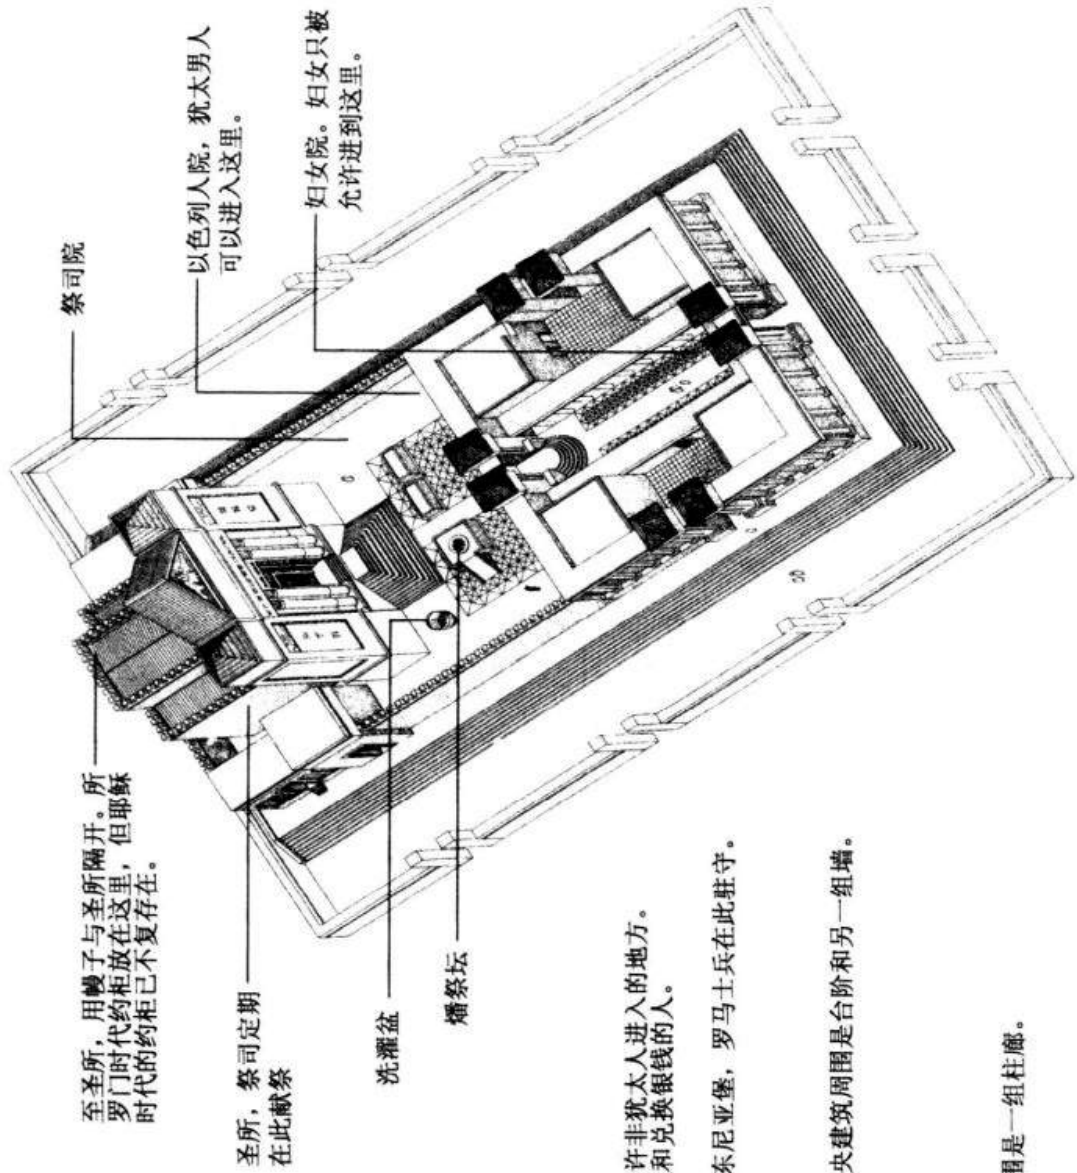 至圣所，用幔子与圣所隔开。所
罗门时代约柜放在这里，但耶稣
时代的约柜已不复存在。
圣所，祭司定期
在此献祭
洗濯盆
燔祭坛
祭司院
以色列人院，犹太男人
可以进入这里。
妇女院。妇女只被
允许进到这里。
许非犹太人进入的地方。
和兑换银钱的人。
东尼亚堡，罗马士兵在此驻守。
央建筑周围是台阶和另一组墙。
围是一组柱廊。